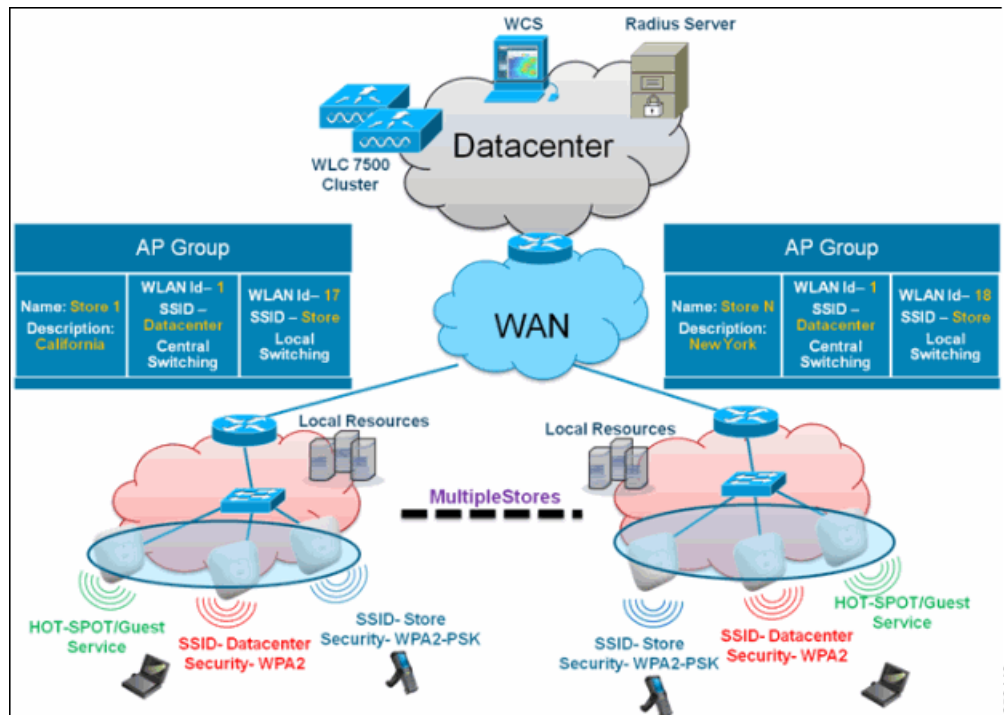 WCS
Radius Server
WLC 7500
Cluster
Datacenter
AP Group
Name: Store 1
Description:
California
WLAN Id– 1
SSID –
Datacenter
Central
Switching
WLAN Id– 17
SSID – Store
Local
Switching
WAN
AP Group
Name: Store N
Description:
New York
WLAN Id– 1
SSID –
Datacenter
Central
Switching
WLAN Id– 18
SSID – Store
Local
Switching
Local Resources
Local Resources
MultipleStores
HOT-SPOT/Guest
Service
SSID- Datacenter
Security- WPA2
SSID- Store
Security- WPA2-PSK
SSID- Store
Security- WPA2-PSK
SSID- Datacenter
Security- WPA2
HOT-SPOT/Guest
Service